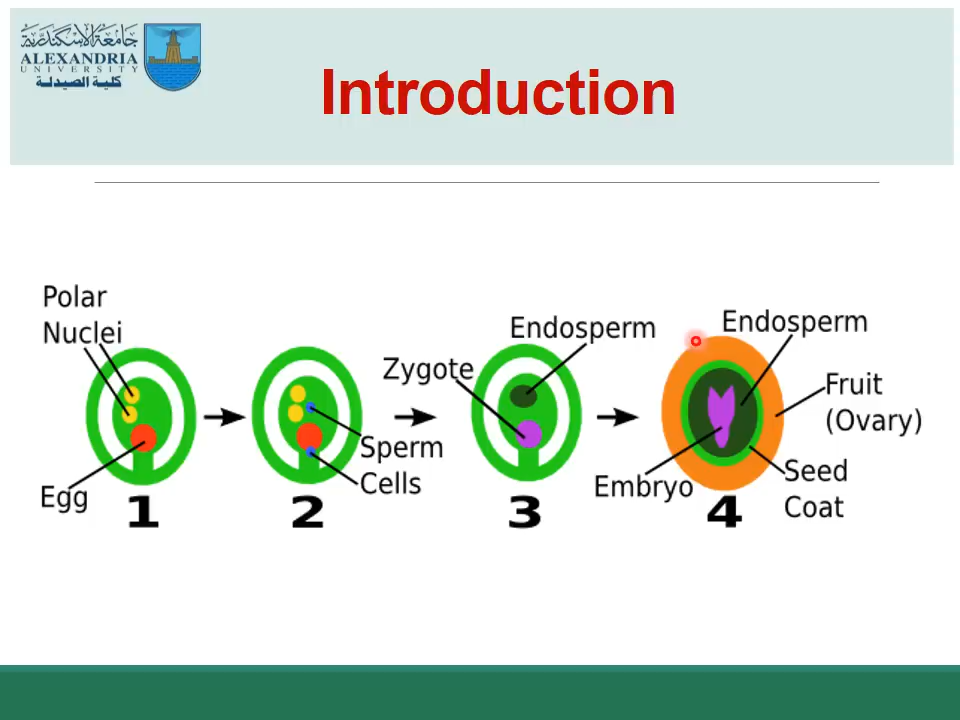 جامعة الإسكندرية
ALEXANDRIA
UNIVERSITY
كلية الصيدلة
Introduction
Polar
Nuclei
Egg
1
Sperm
Cells
2
Zygote
Endosperm
3
Endosperm
Fruit
(Ovary)
Embryo
Seed
Coat
4